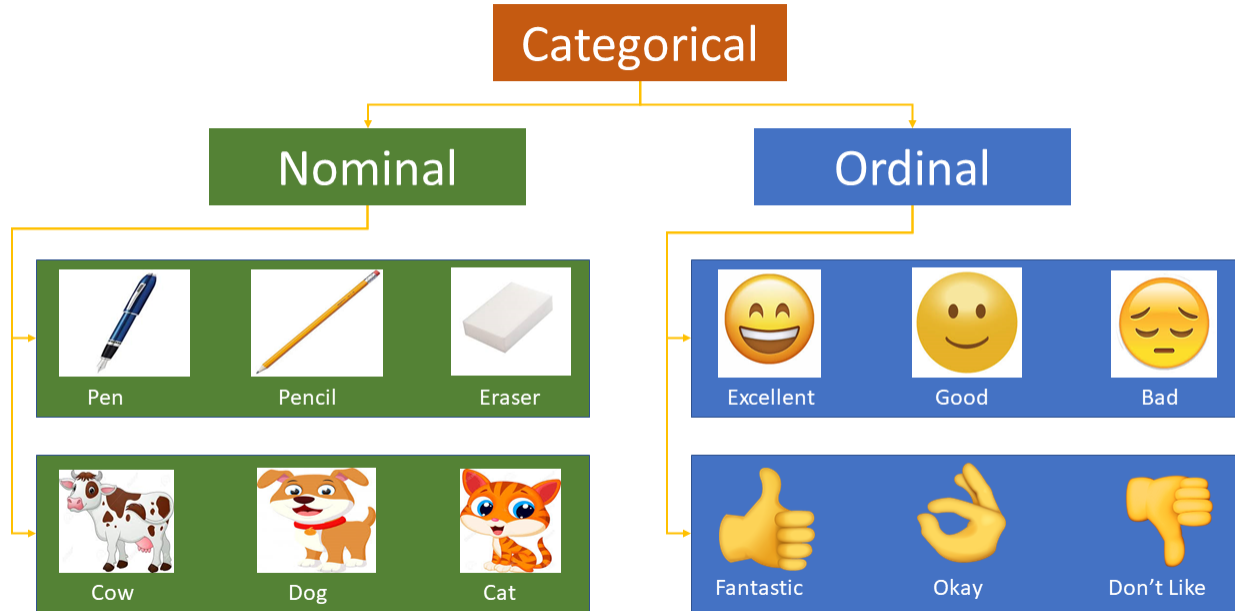 Categorical
Nominal
Ordinal
Pen
Pencil
Eraser
Excellent
Good
Bad
Cow
Dog
Cat
Fantastic
Okay
Don’t Like